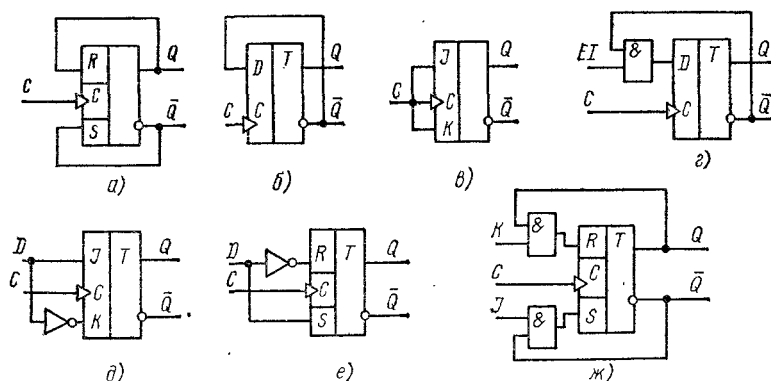 R Q
C C
S Q̅
а)
D T Q
C C Q̅
б)
J Q
C C
K Q̅
в)
& D T Q
EI
C C Q̅
г)
D J T Q
C C
K Q̅
д)
D R T Q
C C
S Q̅
е)
K & R T Q
C C
J & S Q̅
ж)